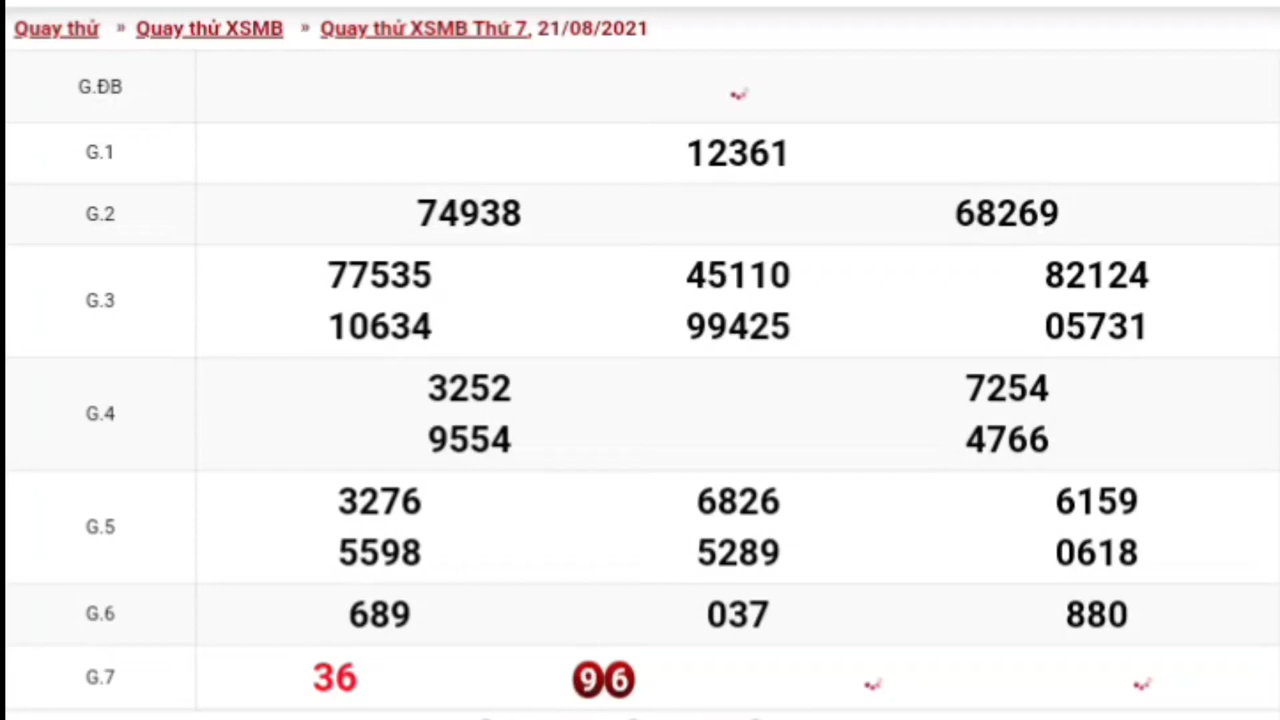 Quay thử » Quay thử XSMB » Quay thử XSMB Thứ 7, 21/08/2021
G.ĐB
G.1 12361
G.2 74938 68269
G.3 77535 45110 82124
10634 99425 05731
G.4 3252 7254
9554 4766
G.5 3276 6826 6159
5598 5289 0618
G.6 689 037 880
G.7 36 96